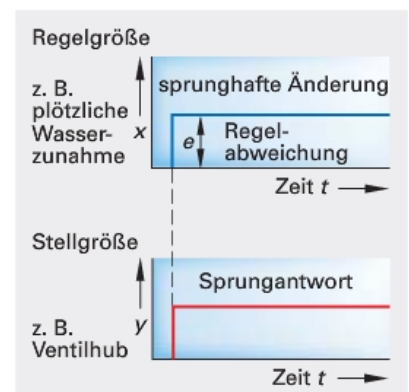 Regelgröße
sprunghafte Änderung
z. B.
plötzliche
Wasser-
zunahme
x
e
Regel-
abweichung
Zeit t
Stellgröße
Sprungantwort
z. B.
Ventilhub
y
Zeit t